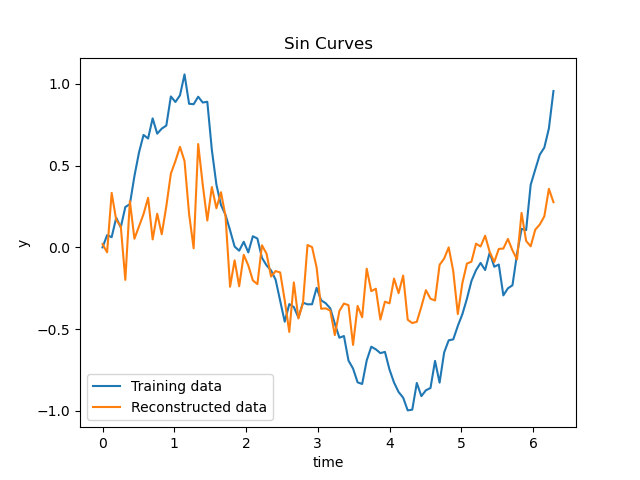 Sin Curves
1.0
0.5
0.0
−0.5
−1.0
y
Training data
Reconstructed data
0 1 2 3 4 5 6
time